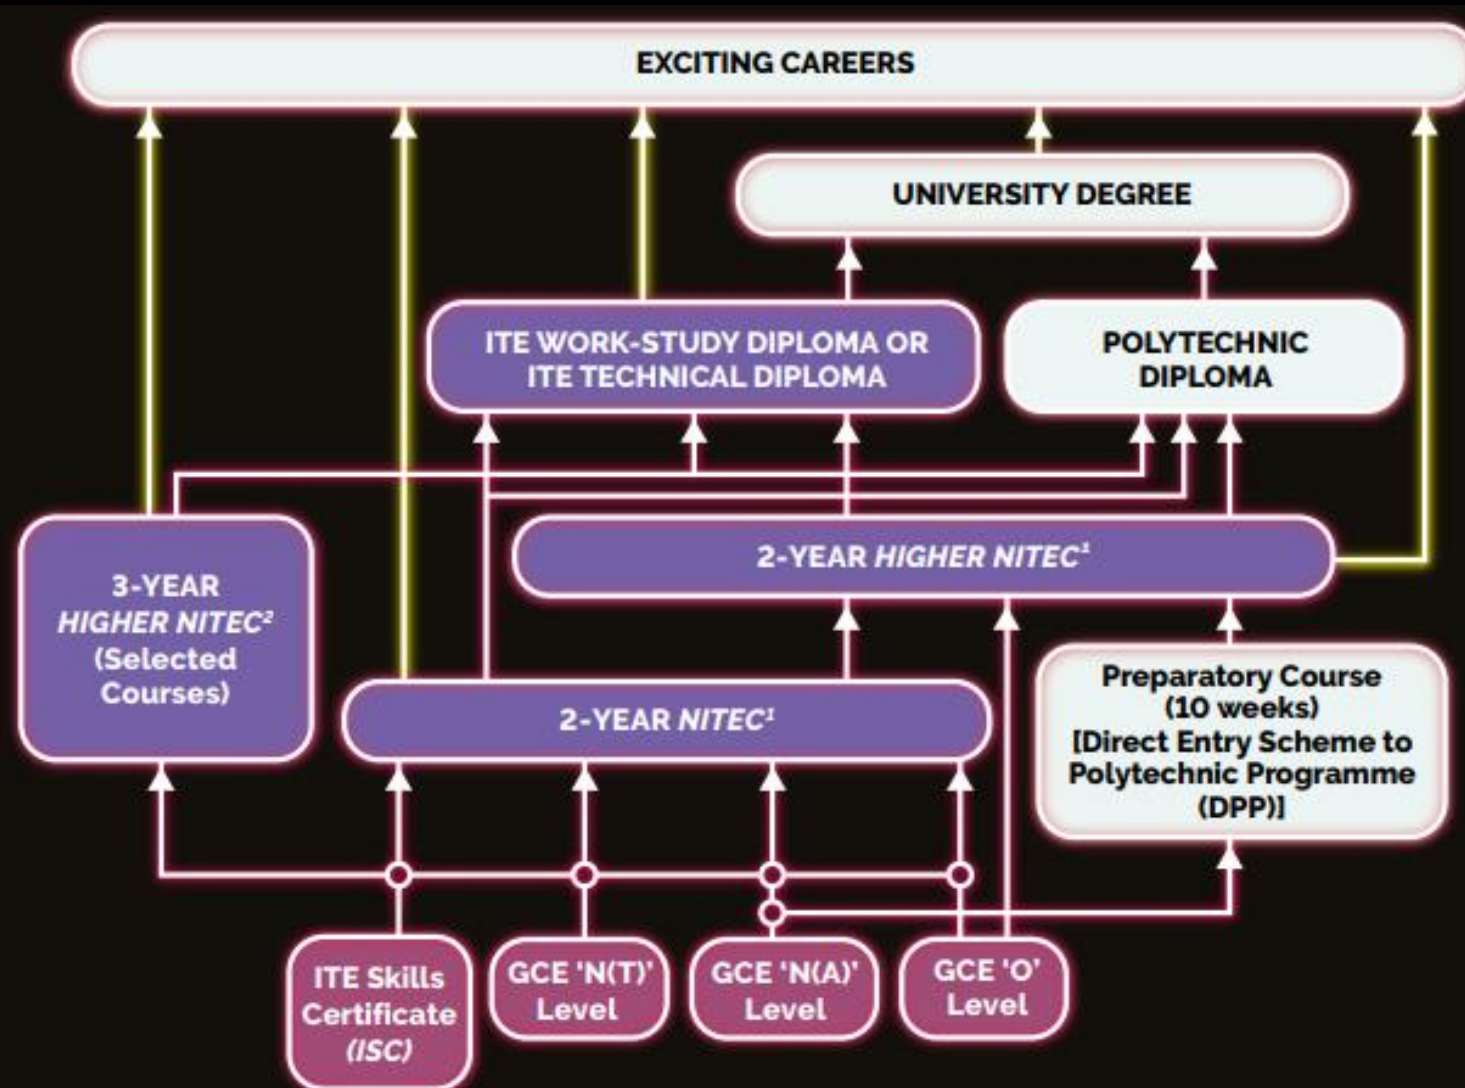 EXCITING CAREERS
UNIVERSITY DEGREE
ITE WORK-STUDY DIPLOMA OR
ITE TECHNICAL DIPLOMA
POLYTECHNIC
DIPLOMA
3-YEAR
HIGHER NITEC²
(Selected
Courses)
2-YEAR HIGHER NITEC¹
2-YEAR NITEC¹
Preparatory Course
(10 weeks)
[Direct Entry Scheme to
Polytechnic Programme
(DPP)]
ITE Skills
Certificate
(ISC)
GCE ‘N(T)’
Level
GCE ‘N(A)’
Level
GCE ‘O’
Level